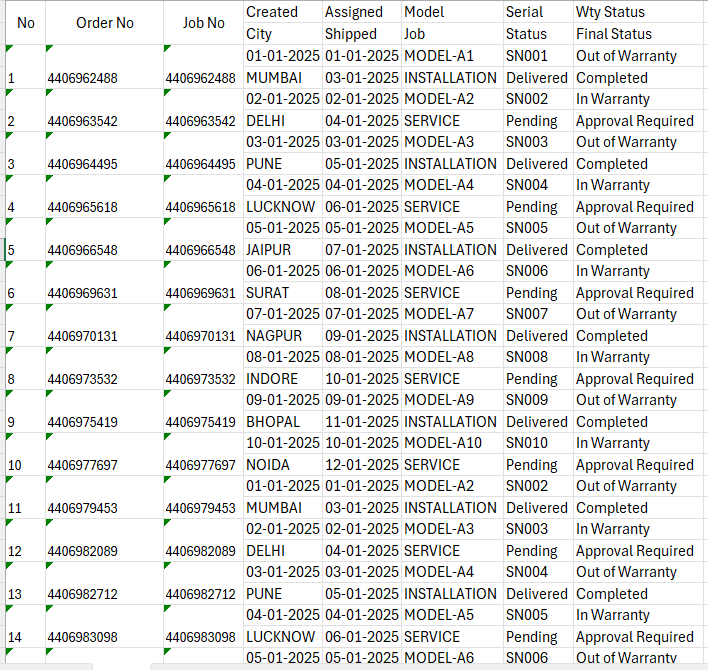 No Order No Job No Created Assigned Model Serial Wty Status
City Shipped Job Status Final Status
01-01-2025 01-01-2025 MODEL-A1 SN001 Out of Warranty
1 4406962488 4406962488 MUMBAI 03-01-2025 INSTALLATION Delivered Completed
02-01-2025 02-01-2025 MODEL-A2 SN002 In Warranty
2 4406963542 4406963542 DELHI 04-01-2025 SERVICE Pending Approval Required
03-01-2025 03-01-2025 MODEL-A3 SN003 Out of Warranty
3 4406964495 4406964495 PUNE 05-01-2025 INSTALLATION Delivered Completed
04-01-2025 04-01-2025 MODEL-A4 SN004 In Warranty
4 4406965618 4406965618 LUCKNOW 06-01-2025 SERVICE Pending Approval Required
05-01-2025 05-01-2025 MODEL-A5 SN005 Out of Warranty
5 4406966548 4406966548 JAIPUR 07-01-2025 INSTALLATION Delivered Completed
06-01-2025 06-01-2025 MODEL-A6 SN006 In Warranty
6 4406969631 4406969631 SURAT 08-01-2025 SERVICE Pending Approval Required
07-01-2025 07-01-2025 MODEL-A7 SN007 Out of Warranty
7 4406970131 4406970131 NAGPUR 09-01-2025 INSTALLATION Delivered Completed
08-01-2025 08-01-2025 MODEL-A8 SN008 In Warranty
8 4406973532 4406973532 INDORE 10-01-2025 SERVICE Pending Approval Required
09-01-2025 09-01-2025 MODEL-A9 SN009 Out of Warranty
9 4406975419 4406975419 BHOPAL 11-01-2025 INSTALLATION Delivered Completed
10-01-2025 10-01-2025 MODEL-A10 SN010 In Warranty
10 4406977697 4406977697 NOIDA 12-01-2025 SERVICE Pending Approval Required
01-01-2025 01-01-2025 MODEL-A2 SN002 Out of Warranty
11 4406979453 4406979453 MUMBAI 03-01-2025 INSTALLATION Delivered Completed
02-01-2025 02-01-2025 MODEL-A3 SN003 In Warranty
12 4406982089 4406982089 DELHI 04-01-2025 SERVICE Pending Approval Required
03-01-2025 03-01-2025 MODEL-A4 SN004 Out of Warranty
13 4406982712 4406982712 PUNE 05-01-2025 INSTALLATION Delivered Completed
04-01-2025 04-01-2025 MODEL-A5 SN005 In Warranty
14 4406983098 4406983098 LUCKNOW 06-01-2025 SERVICE Pending Approval Required
05-01-2025 05-01-2025 MODEL-A6 SN006 Out of Warranty